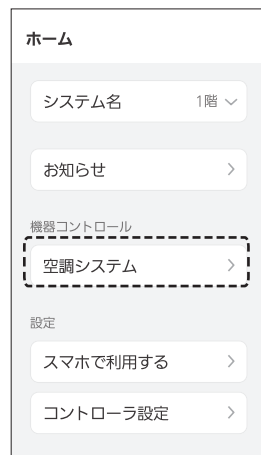 ホーム
システム名 1階
お知らせ
機器コントロール
空調システム
設定
スマホで利用する
コントローラ設定